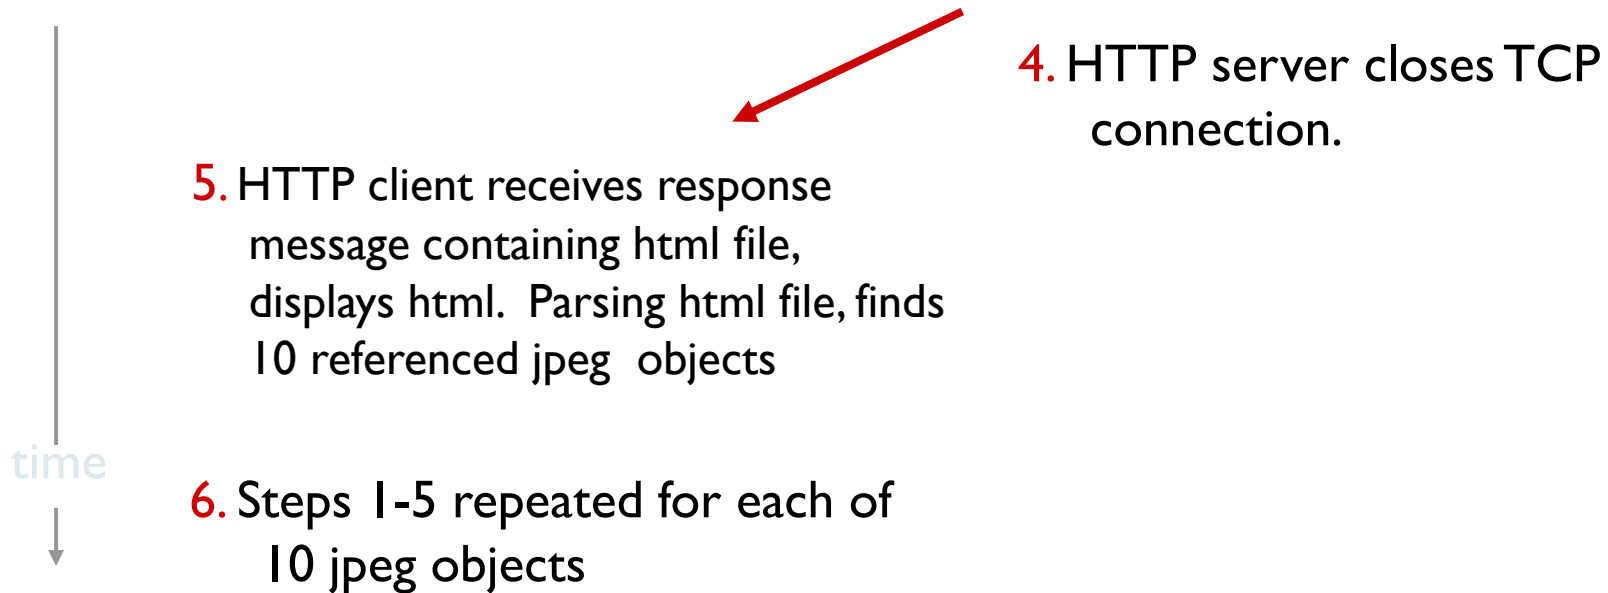 4. HTTP server closes TCP
connection.
5. HTTP client receives response
message containing html file,
displays html.  Parsing html file, finds
10 referenced jpeg  objects
time
6. Steps 1-5 repeated for each of
10 jpeg objects